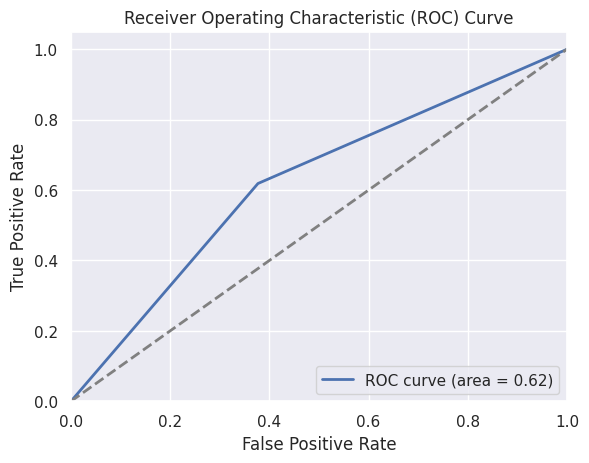 Receiver Operating Characteristic (ROC) Curve
1.0
0.8
0.6
0.4
0.2
0.0
True Positive Rate
ROC curve (area = 0.62)
0.0 0.2 0.4 0.6 0.8 1.0
False Positive Rate